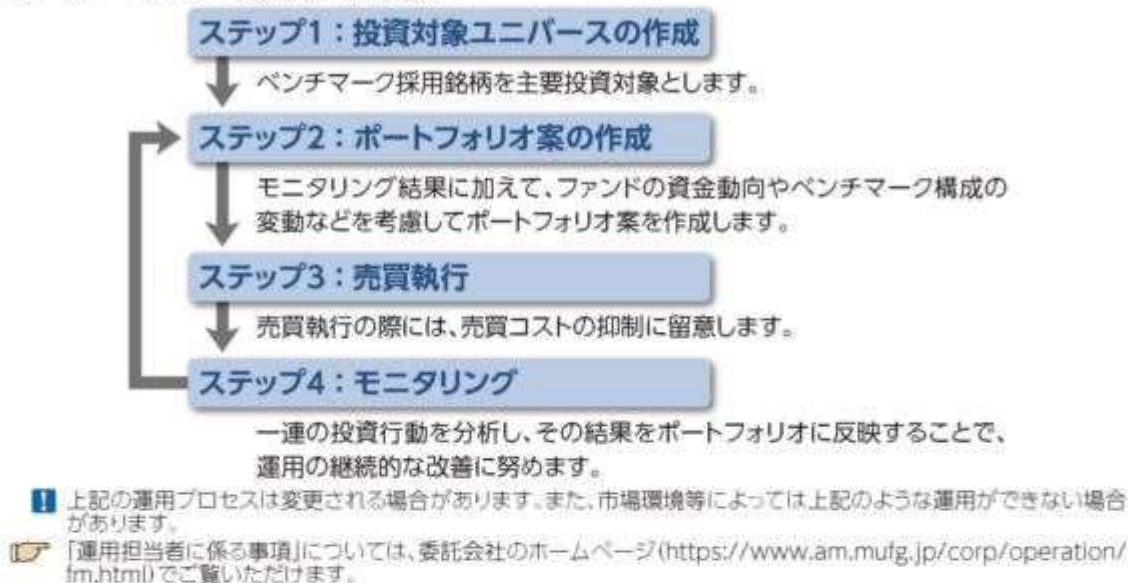 ステップ1：投資対象ユニバースの作成
ベンチマーク採用銘柄を主要投資対象とします。
ステップ2：ポートフォリオ案の作成
モニタリング結果に加えて、ファンドの資金動向やベンチマーク構成の
変動などを考慮してポートフォリオ案を作成します。
ステップ3：売買執行
売買執行の際には、売買コストの抑制に留意します。
ステップ4：モニタリング
一連の投資行動を分析し、その結果をポートフォリオに反映することで、
運用の継続的な改善に努めます。
上記の運用プロセスは変更される場合があります。また、市場環境等によっては上記のような運用ができない場合
があります。
「運用担当者に係る事項」については、委託会社のホームページ(https://www.am.mufg.jp/corp/operation/
fm.html)でご覧いただけます。